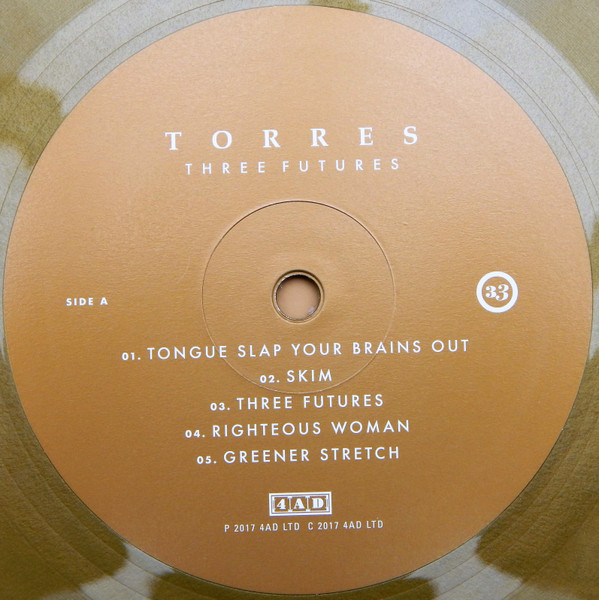 TORRES
THREE FUTURES
SIDE A
33
01. TONGUE SLAP YOUR BRAINS OUT
02. SKIM
03. THREE FUTURES
04. RIGHTEOUS WOMAN
05. GREENER STRETCH
4AD
P 2017 4AD LTD C 2017 4AD LTD